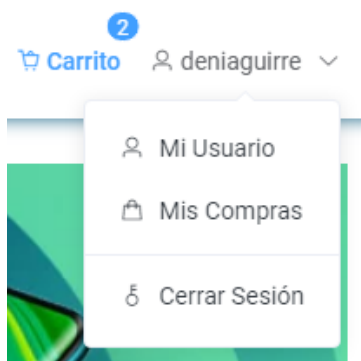 2
Carrito deniaguirre
Mi Usuario
Mis Compras
Cerrar Sesión